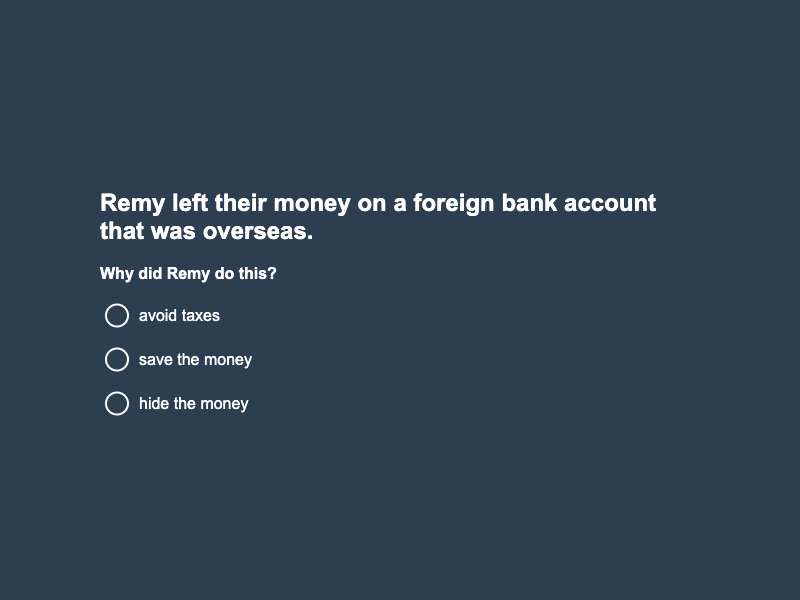 Remy left their money on a foreign bank account
that was overseas.
Why did Remy do this?
avoid taxes
save the money
hide the money